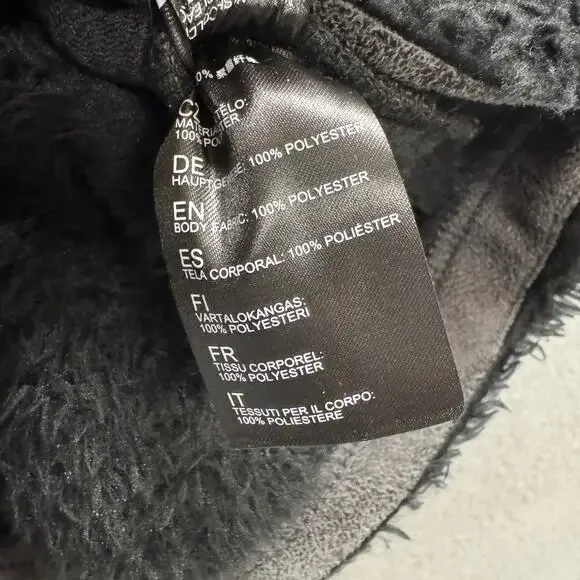 DE
HAUPTGEWE: 100% POLYESTER
EN
BODY FABRIC: 100% POLYESTER
ES
TELA CORPORAL: 100% POLIÉSTER
FI
VARTALOKANGAS:
100% POLYESTERI
FR
TISSU CORPOREL:
100% POLYESTER
IT
TESSUTI PER IL CORPO:
100% POLIESTERE